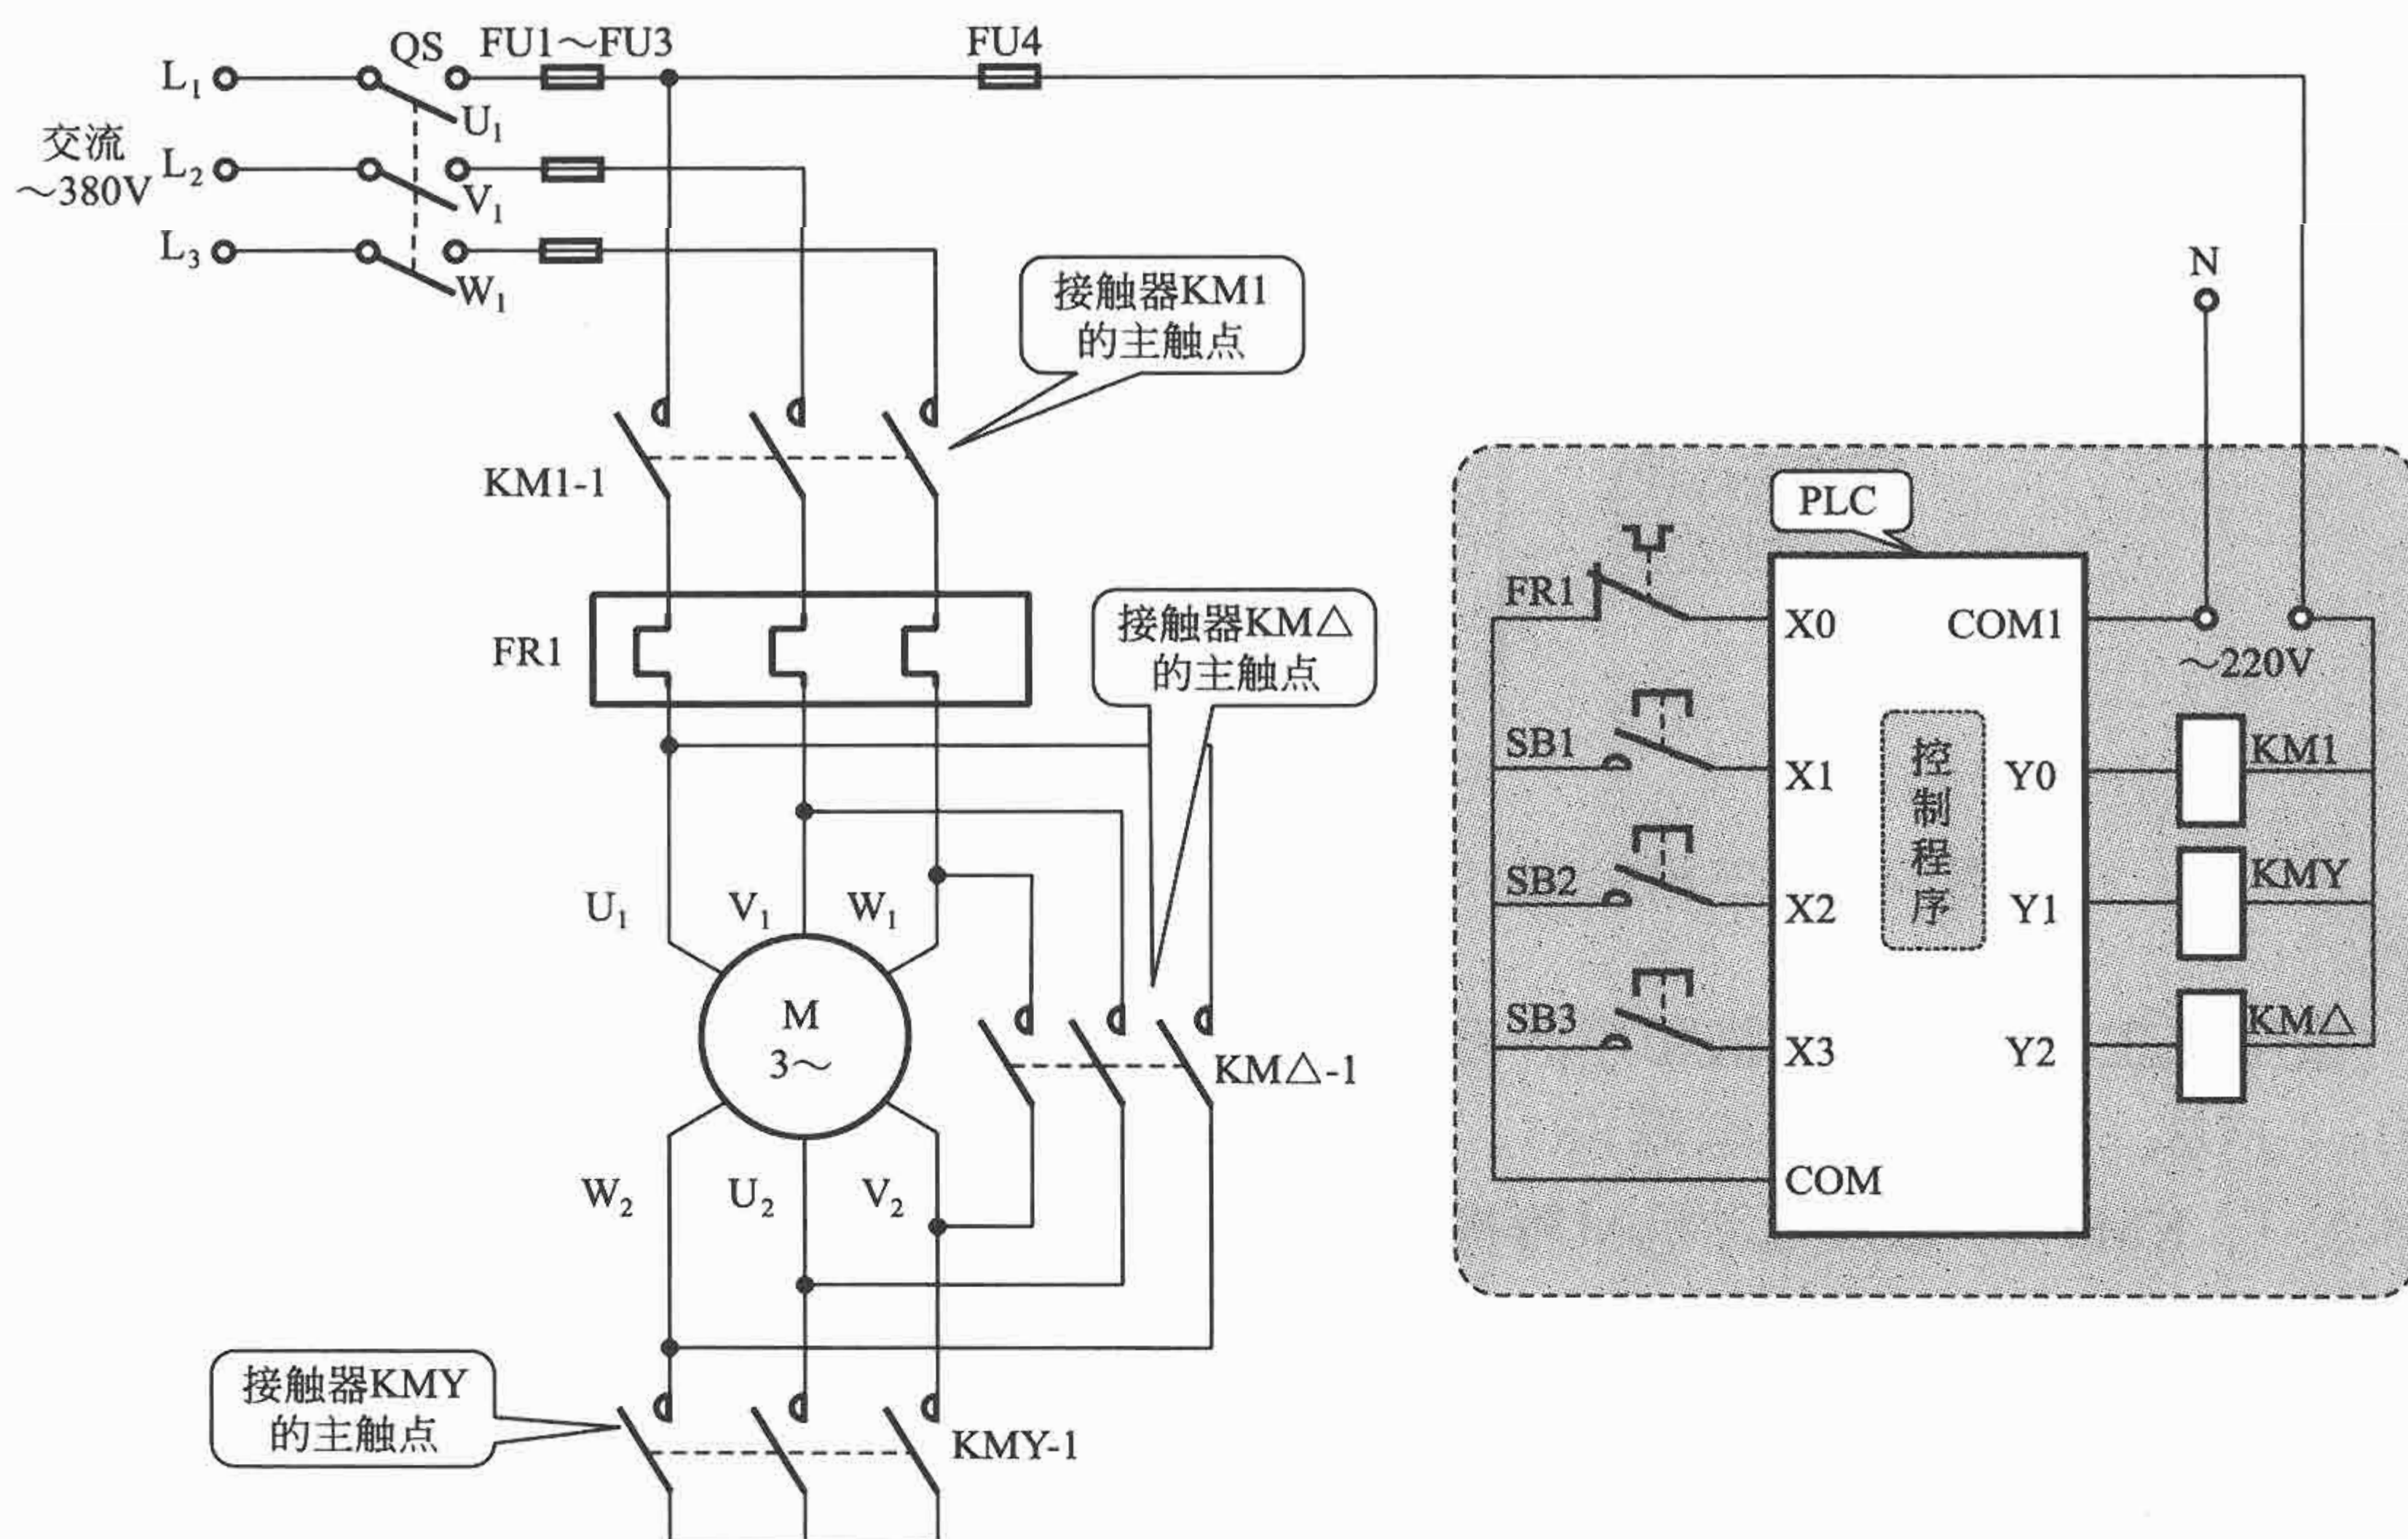 QS
FU1～FU3
FU4
L₁
U₁
交流
～380V
L₂
V₁
L₃
W₁
N
接触器KM1
的主触点
KM1-1
PLC
FR1
接触器KM△
的主触点
FR1
X0
COM1
～220V
SB1
X1
控
制
程
序
Y0
KM1
SB2
X2
Y1
KMY
SB3
X3
Y2
KM△
COM
U₁
V₁
W₁
M
3～
KM△-1
W₂
U₂
V₂
接触器KMY
的主触点
KMY-1